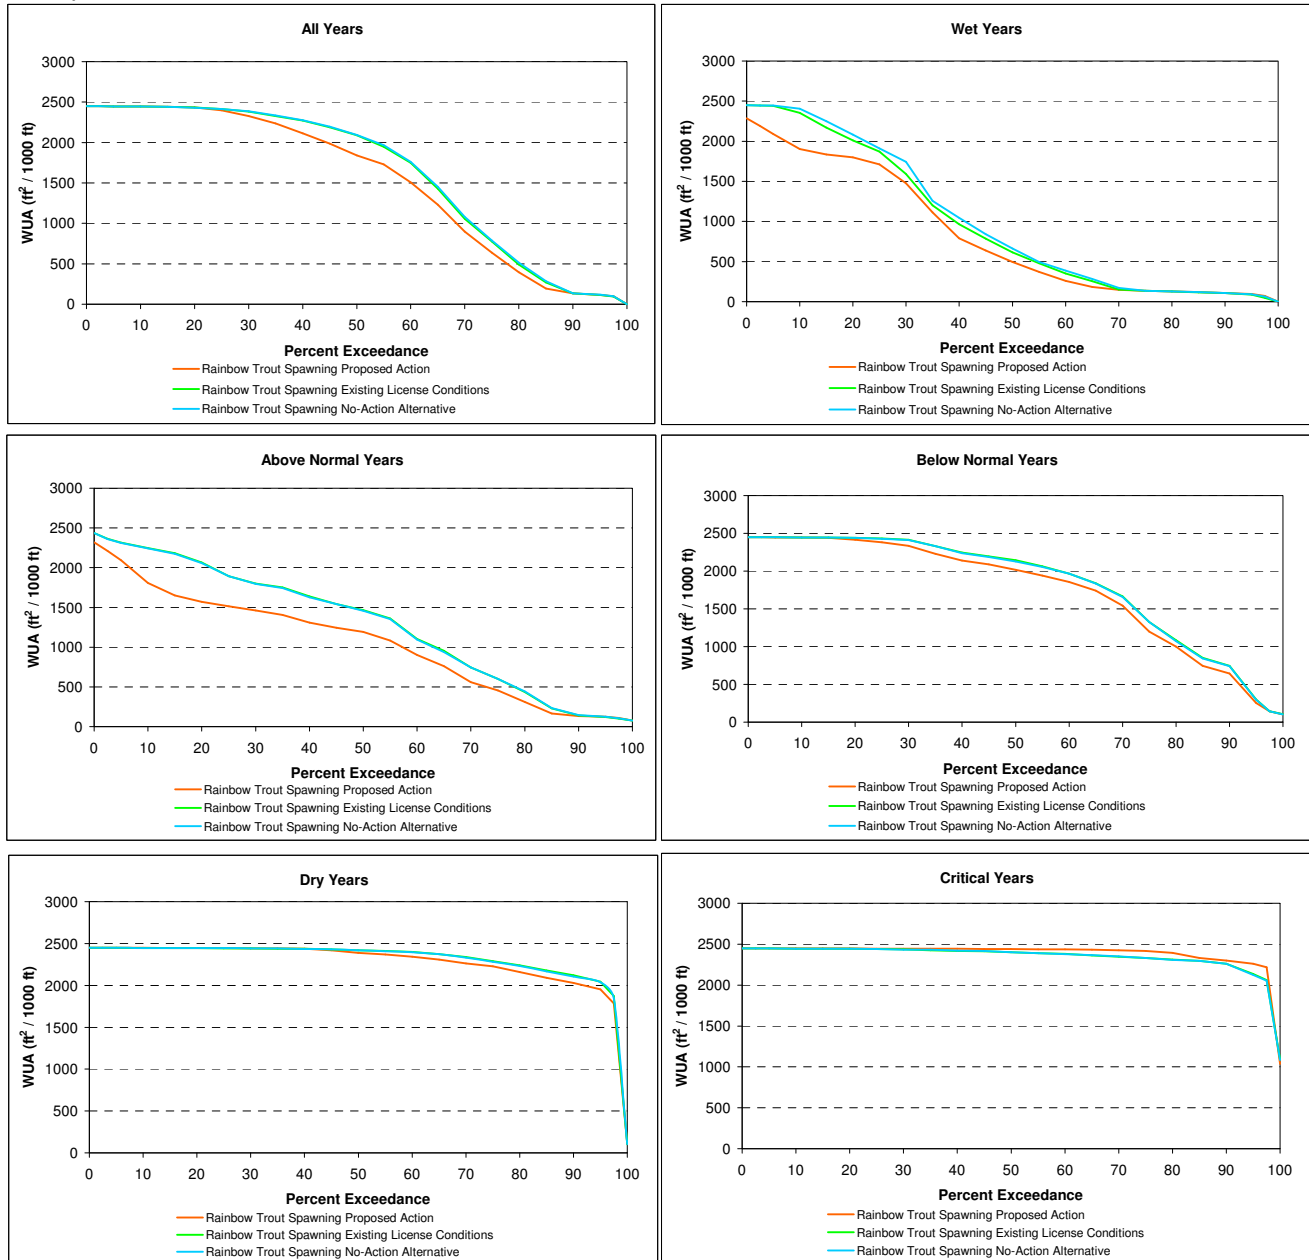 All Years
WUA (ft² / 1000 ft)
3000
2500
2000
1500
1000
500
0
0 10 20 30 40 50 60 70 80 90 100
Percent Exceedance
Rainbow Trout Spawning Proposed Action
Rainbow Trout Spawning Existing License Conditions
Rainbow Trout Spawning No-Action Alternative
Wet Years
WUA (ft² / 1000 ft)
3000
2500
2000
1500
1000
500
0
0 10 20 30 40 50 60 70 80 90 100
Percent Exceedance
Rainbow Trout Spawning Proposed Action
Rainbow Trout Spawning Existing License Conditions
Rainbow Trout Spawning No-Action Alternative
Above Normal Years
WUA (ft² / 1000 ft)
3000
2500
2000
1500
1000
500
0
0 10 20 30 40 50 60 70 80 90 100
Percent Exceedance
Rainbow Trout Spawning Proposed Action
Rainbow Trout Spawning Existing License Conditions
Rainbow Trout Spawning No-Action Alternative
Below Normal Years
WUA (ft² / 1000 ft)
3000
2500
2000
1500
1000
500
0
0 10 20 30 40 50 60 70 80 90 100
Percent Exceedance
Rainbow Trout Spawning Proposed Action
Rainbow Trout Spawning Existing License Conditions
Rainbow Trout Spawning No-Action Alternative
Dry Years
WUA (ft² / 1000 ft)
3000
2500
2000
1500
1000
500
0
0 10 20 30 40 50 60 70 80 90 100
Percent Exceedance
Rainbow Trout Spawning Proposed Action
Rainbow Trout Spawning Existing License Conditions
Rainbow Trout Spawning No-Action Alternative
Critical Years
WUA (ft² / 1000 ft)
3000
2500
2000
1500
1000
500
0
0 10 20 30 40 50 60 70 80 90 100
Percent Exceedance
Rainbow Trout Spawning Proposed Action
Rainbow Trout Spawning Existing License Conditions
Rainbow Trout Spawning No-Action Alternative